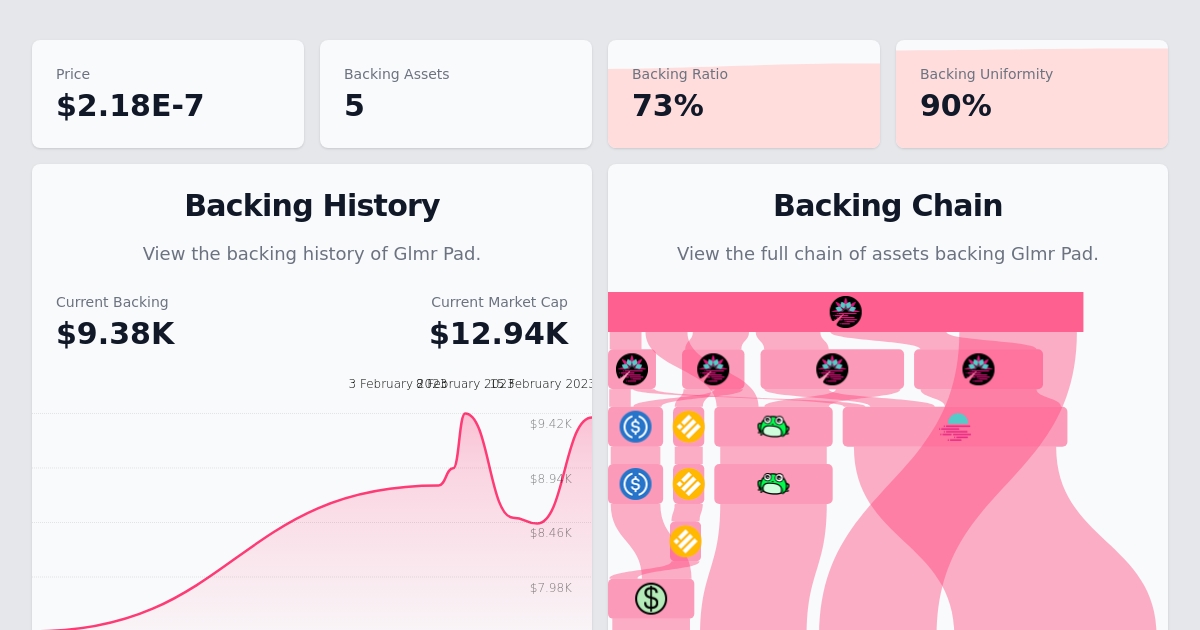 Price
$2.18E-7
Backing Assets
5
Backing Ratio
73%
Backing Uniformity
90%
Backing History
View the backing history of Glmr Pad.
Current Backing
$9.38K
Current Market Cap
$12.94K
3 February 2023
8 February 2023
15 February 2023
$9.42K
$8.94K
$8.46K
$7.98K
Backing Chain
View the full chain of assets backing Glmr Pad.